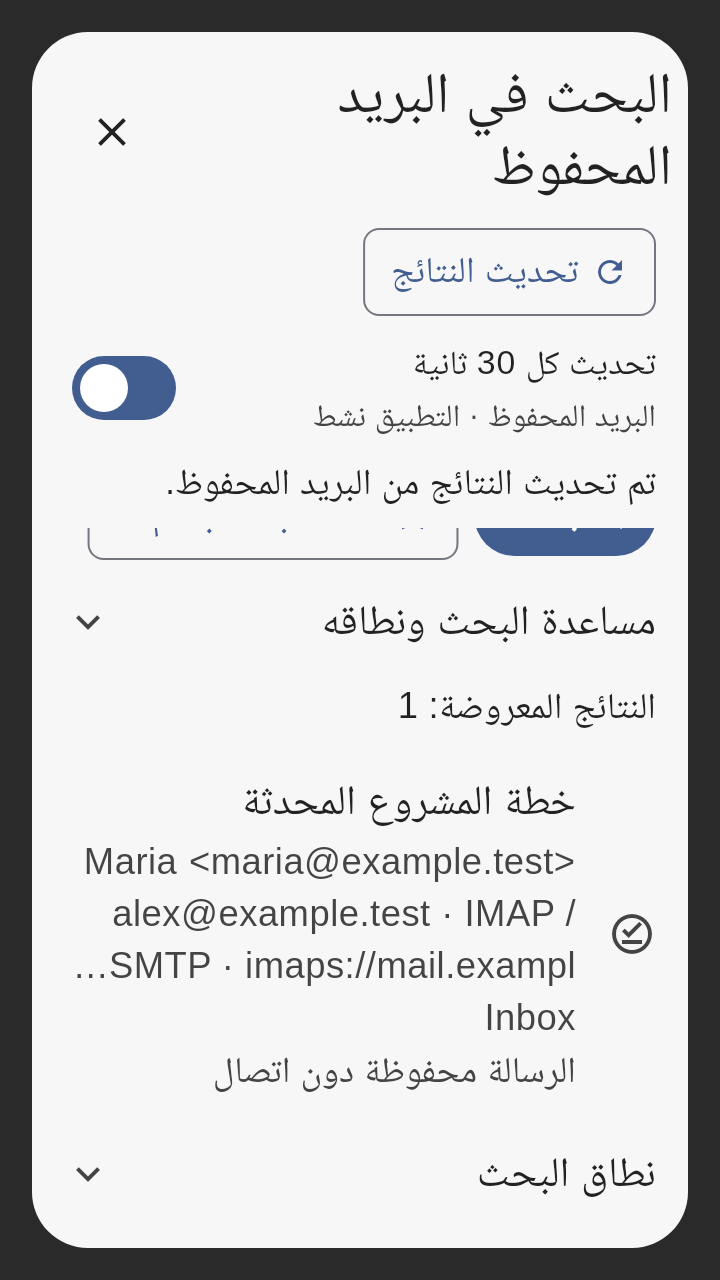 البحث في البريد
المحفوظ
تحديث النتائج
تحديث كل 30 ثانية
البريد المحفوظ · التطبيق نشط
تم تحديث النتائج من البريد المحفوظ.
مساعدة البحث ونطاقه
النتائج المعروضة: 1
خطة المشروع المحدثة
Maria <maria@example.test>
alex@example.test · IMAP /
SMTP · imaps://mail.exampl…
Inbox
الرسالة محفوظة دون اتصال
نطاق البحث